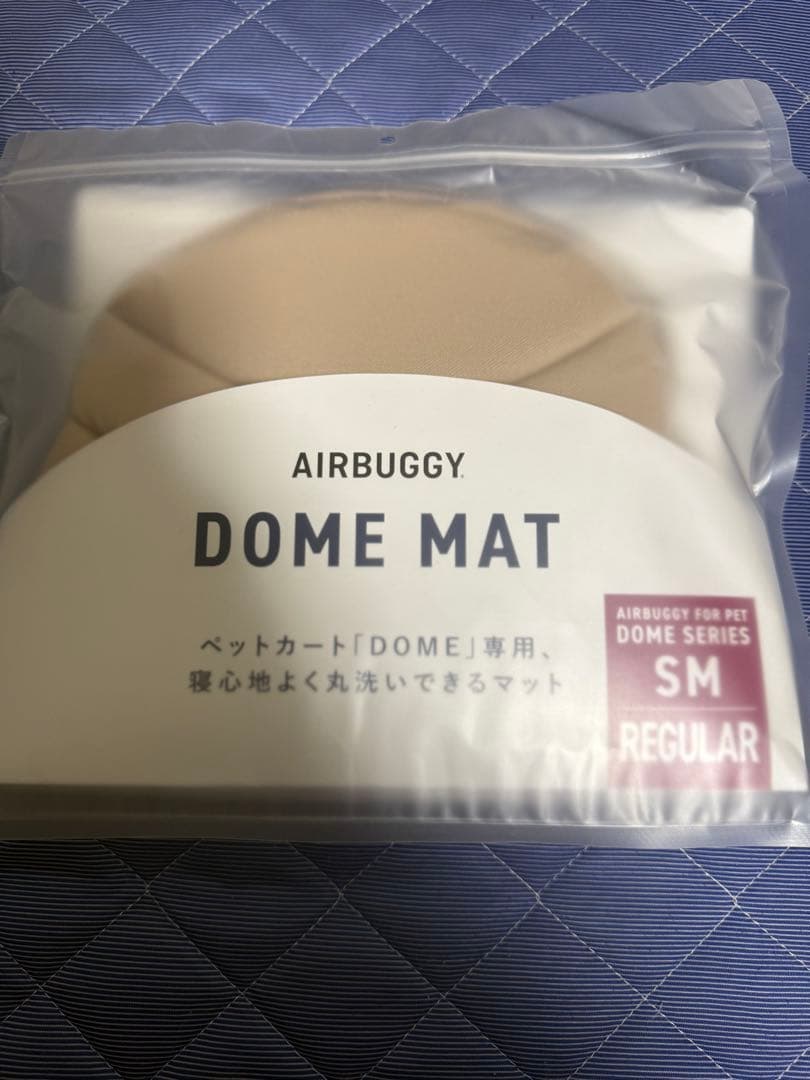 AIRBUGGY
DOME MAT
ペットカート「DOME」専用、
寝心地よく丸洗いできるマット
AIRBUGGY FOR PET
DOME SERIES
SM
REGULAR